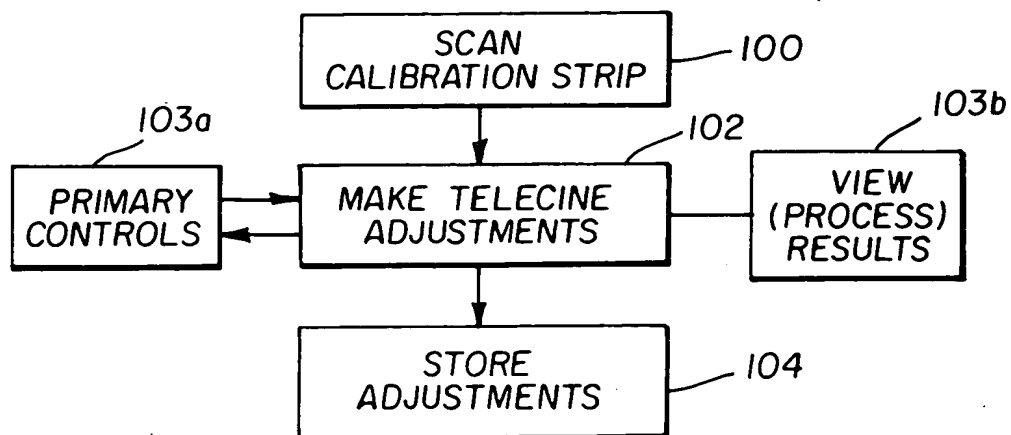 SCAN
CALIBRATION STRIP
100
103a
102
103b
PRIMARY
CONTROLS
MAKE TELECINE
ADJUSTMENTS
VIEW
(PROCESS)
RESULTS
STORE
ADJUSTMENTS
104